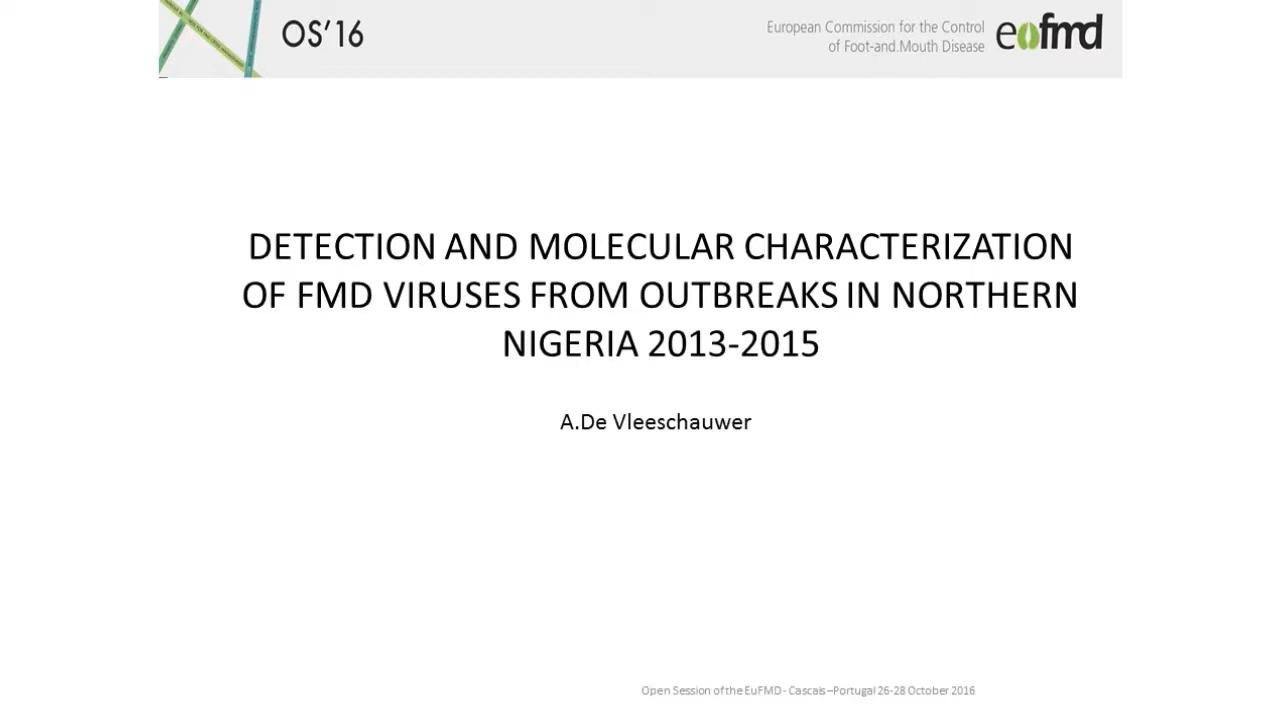 OS'16
European Commission for the Control
of Foot-and.Mouth Disease
eofmd
DETECTION AND MOLECULAR CHARACTERIZATION
OF FMD VIRUSES FROM OUTBREAKS IN NORTHERN
NIGERIA 2013-2015
A.De Vleeschauwer
Open Session of the EuFMD - Cascais –Portugal 26-28 October 2016